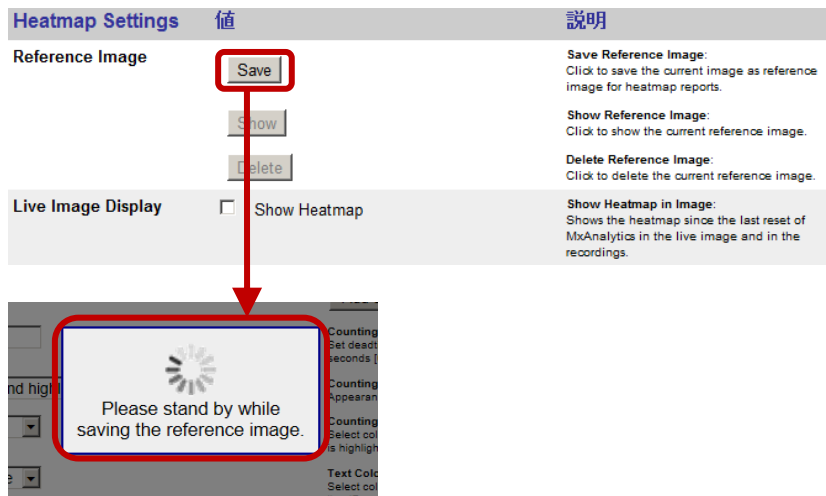 Heatmap Settings 値 説明
Reference Image
Save
Save Reference Image:
Click to save the current image as reference
image for heatmap reports.
Show
Show Reference Image:
Click to show the current reference image.
Delete
Delete Reference Image:
Click to delete the current reference image.
Live Image Display
Show Heatmap
Show Heatmap in Image:
Shows the heatmap since the last reset of
MxAnalytics in the live image and in the
recordings.
Please stand by while
saving the reference image.
Counting
Set
seconds [
nd
Counting
Counting
Select
is
Text
Select